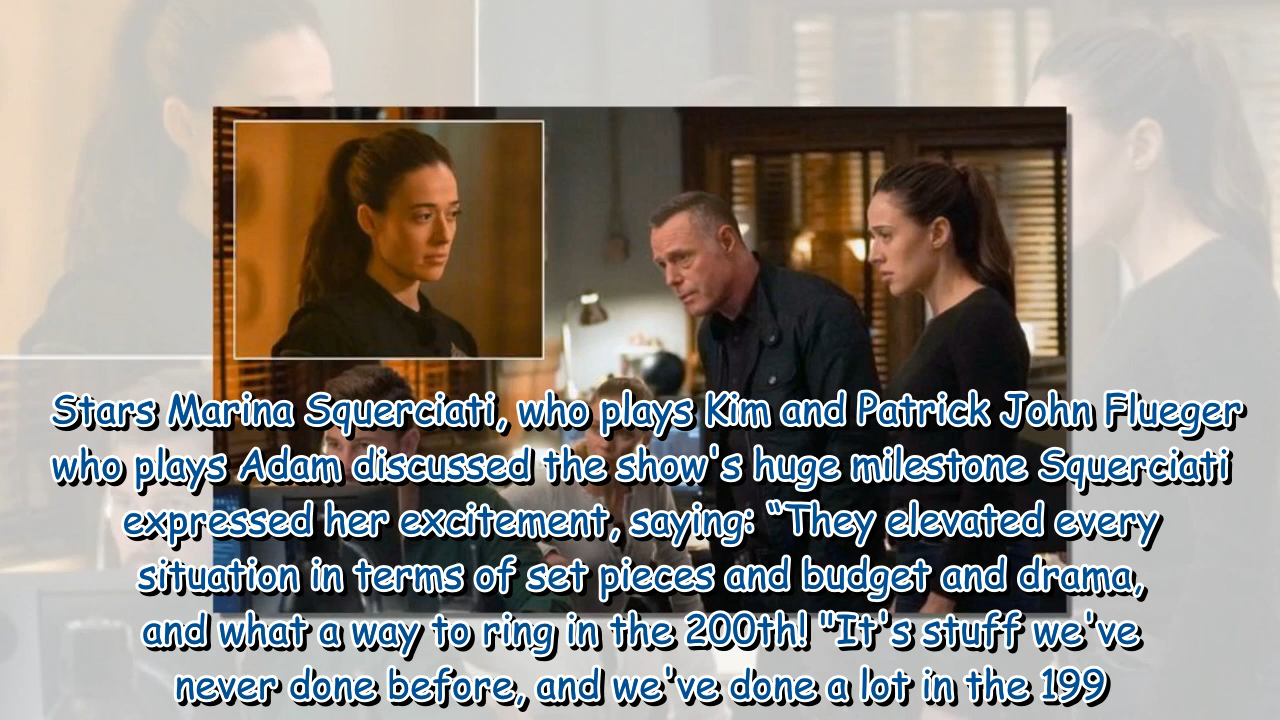 Stars Marina Squerciati, who plays Kim and Patrick John Flueger
who plays Adam discussed the show's huge milestone Squerciati
expressed her excitement, saying: “They elevated every
situation in terms of set pieces and budget and drama,
and what a way to ring in the 200th! "It's stuff we've
never done before, and we've done a lot in the 199